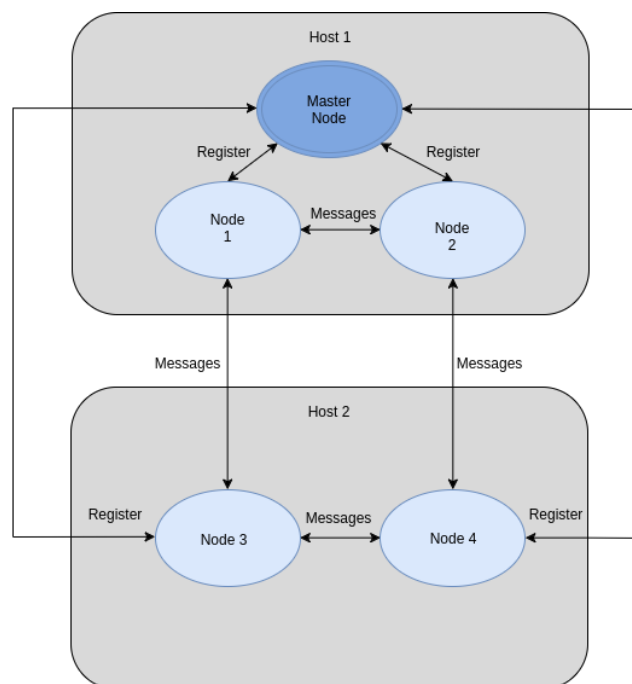 Host 1
Master
Node
Register
Register
Node
1
Messages
Node
2
Messages
Messages
Host 2
Register
Node 3
Messages
Node 4
Register